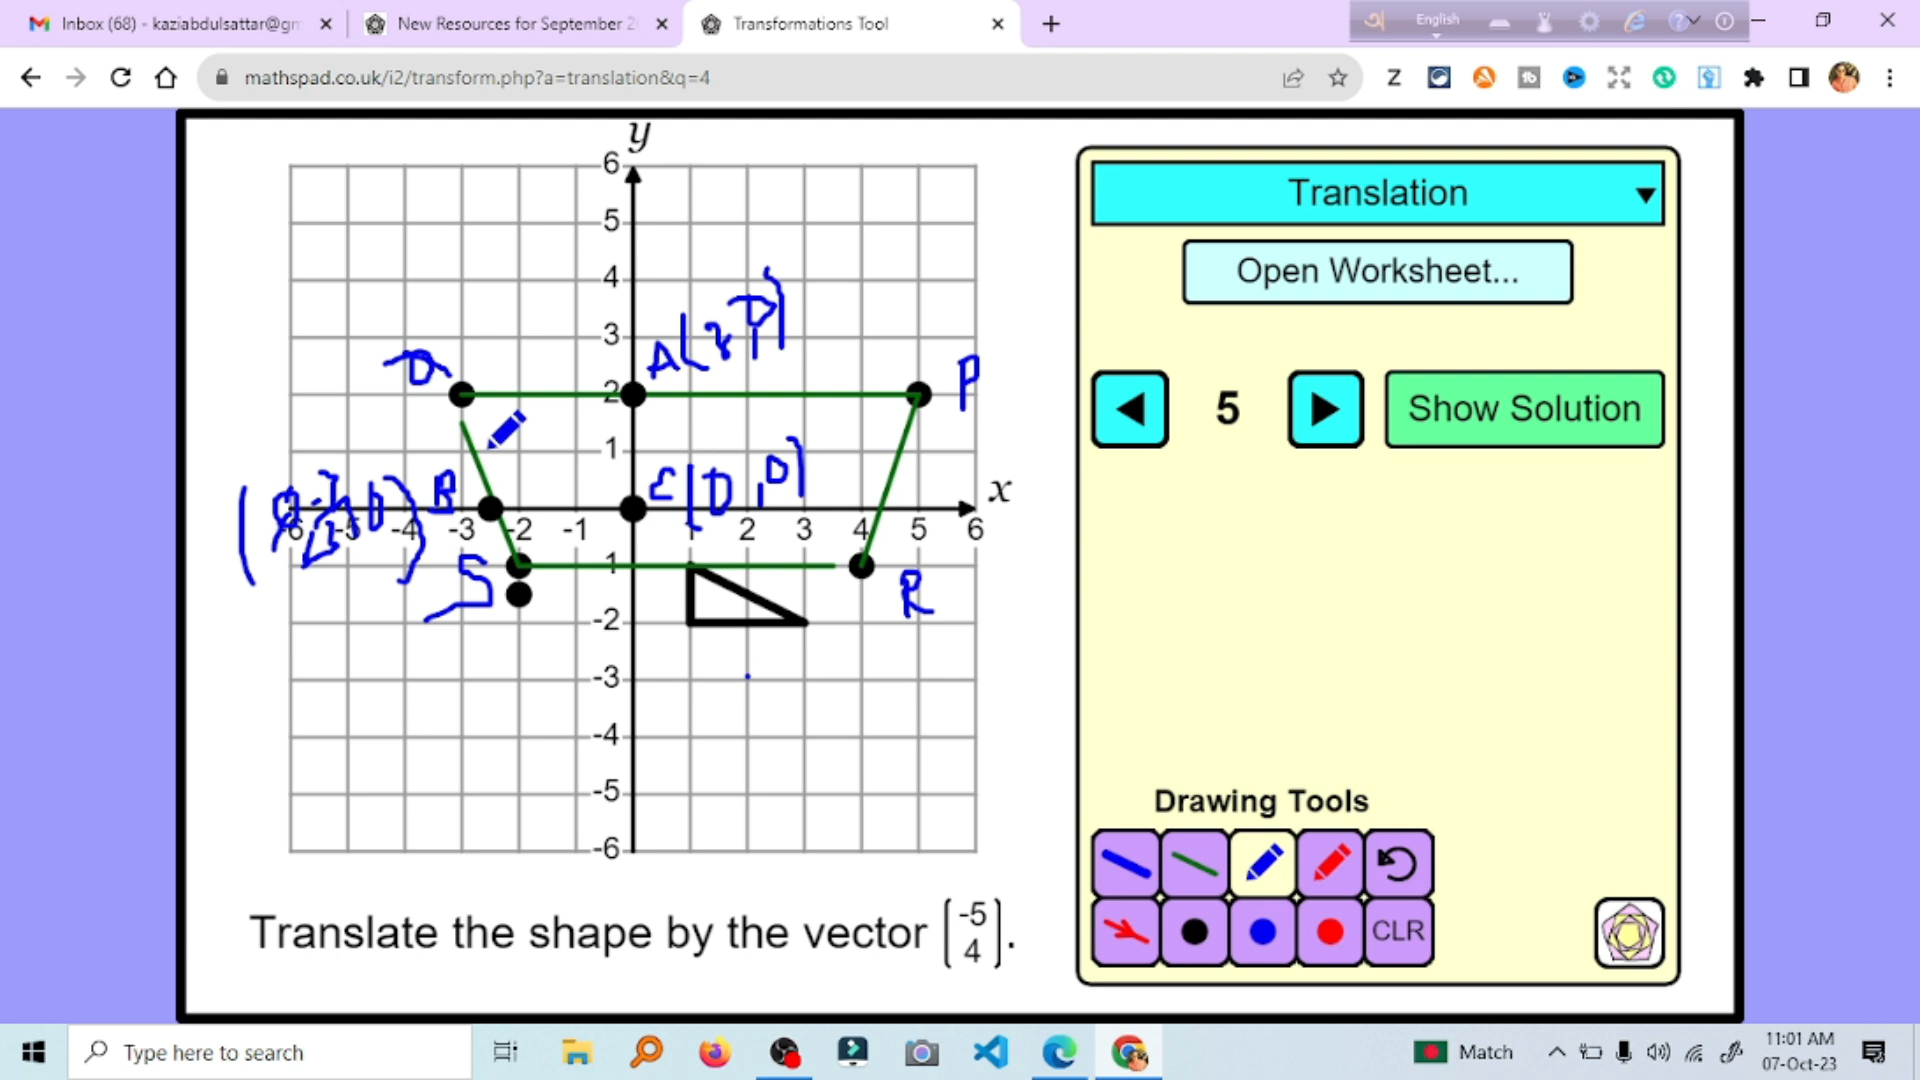 Inbox (68) - kaziabdulsattar@gm
New Resources for September 2
Transformations Tool
English
mathspad.co.uk/i2/transform.php?a=translation&q=4
Z
y
6
5
4
3
2
1
-6 -5 -4 -3 -2 -1 1 2 3 4 5 6
x
1
-2
-3
-4
-5
-6
A
P
B
R
S
Translate the shape by the vector (-5 4).
Translation
Open Worksheet...
5
Show Solution
Drawing Tools
CLR
Type here to search
Match
11:01 AM
07-Oct-23